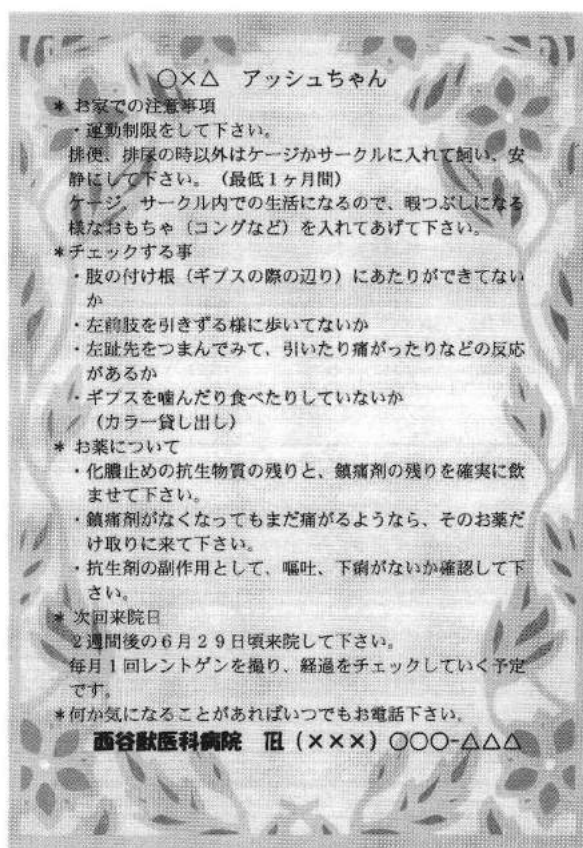 ○×△　アッシュちゃん
＊ お家での注意事項
・運動制限をして下さい。
排便、排尿の時以外はケージかサークルに入れて飼い、安
静にして下さい。（最低１ヶ月間）
ケージ、サークル内での生活になるので、暇つぶしになる
様なおもちゃ（コングなど）を入れてあげて下さい。
＊チェックする事
・肢の付け根（ギプスの際の辺り）にあたりができてない
か
・左前肢を引きずる様に歩いてないか
・左趾先をつまんでみて、引いたり痛がったりなどの反応
があるか
・ギプスを噛んだり食べたりしていないか
（カラー貸し出し）
＊ お薬について
・化膿止めの抗生物質の残りと、鎮痛剤の残りを確実に飲
ませて下さい。
・鎮痛剤がなくなってもまだ痛がるようなら、そのお薬だ
け取りに来て下さい。
・抗生剤の副作用として、嘔吐、下痢がないか確認して下
さい。
＊ 次回来院日
２週間後の６月２９日頃来院して下さい。
毎月１回レントゲンを撮り、経過をチェックしていく予定
です。
＊何か気になることがあればいつでもお電話下さい。
西谷獣医科病院　TEL（×××）○○○-△△△